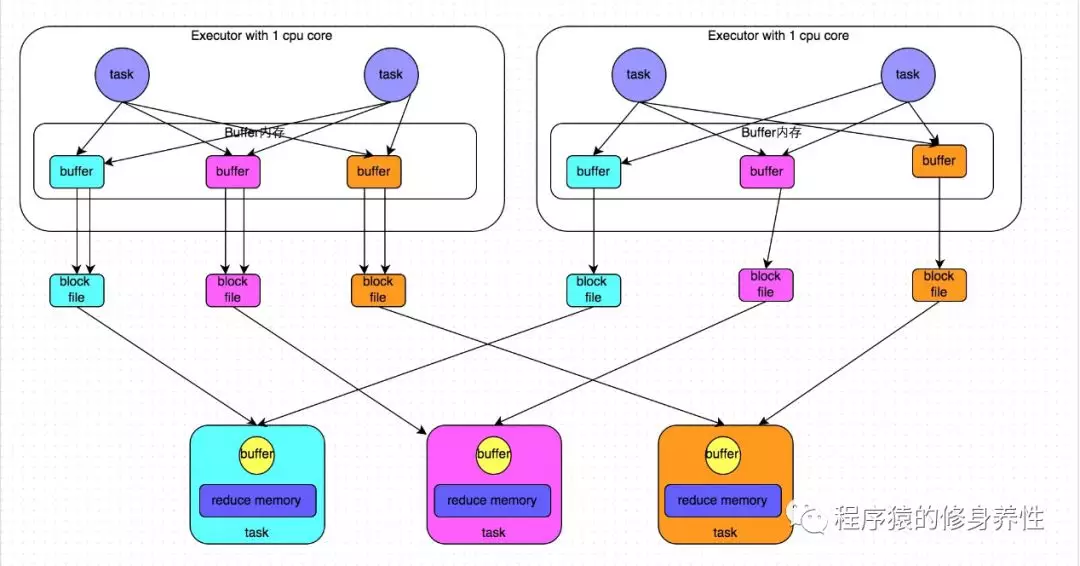 Executor with 1 cpu core
Executor with 1 cpu core
task
task
task
task
Buffer内存
Buffer内存
buffer
buffer
buffer
buffer
buffer
buffer
block
file
block
file
block
file
block
file
block
file
block
file
buffer
buffer
buffer
reduce memory
reduce memory
reduce memory
task
task
task
程序猿的修身养性